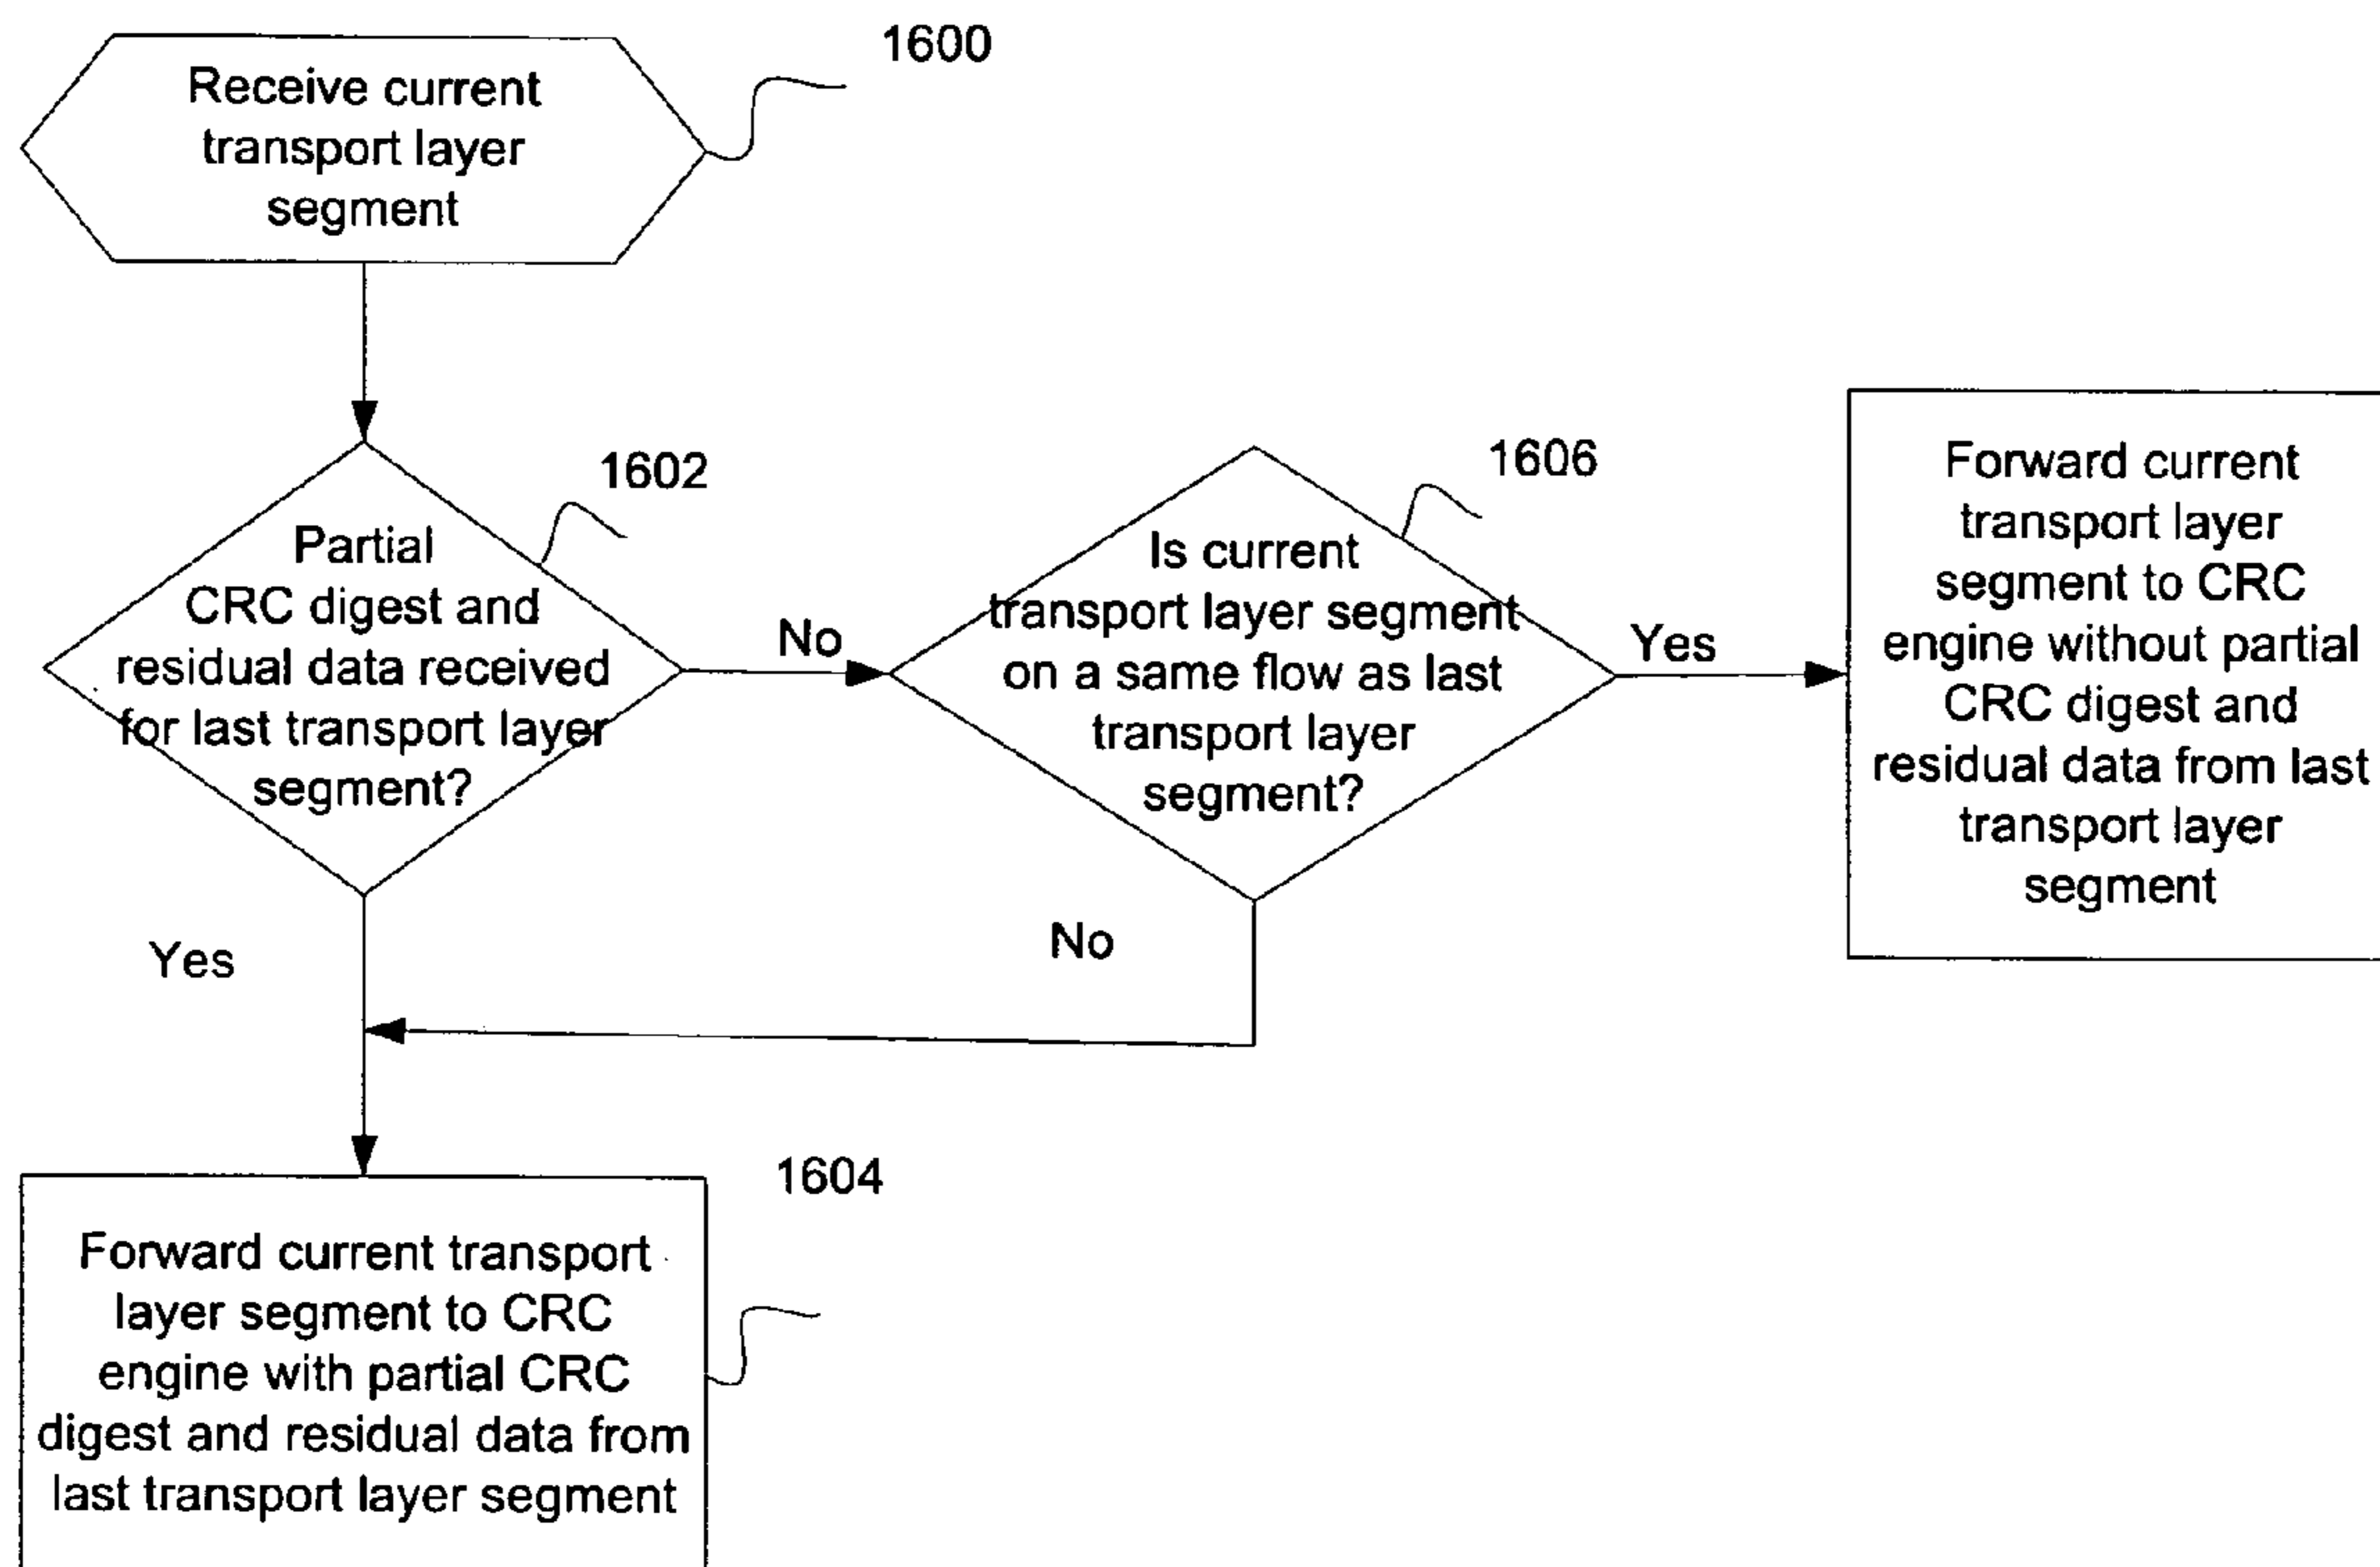 1600
Receive current
transport layer
segment
1602
Partial
CRC digest and
residual data received
for last transport layer
segment?
No
1606
Is current
transport layer segment
on a same flow as last
transport layer
segment?
Yes
Forward current
transport layer
segment to CRC
engine without partial
CRC digest and
residual data from last
transport layer
segment
Yes
No
1604
Forward current transport
layer segment to CRC
engine with partial CRC
digest and residual data from
last transport layer segment